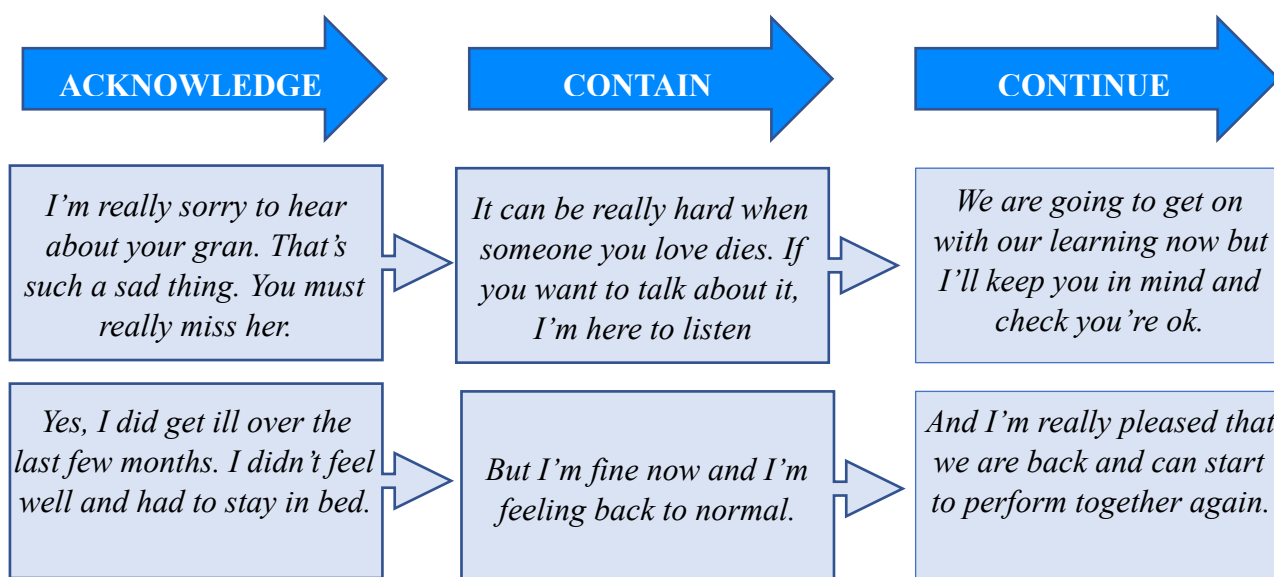 ACKNOWLEDGE
CONTAIN
CONTINUE
I’m really sorry to hear
about your gran. That’s
such a sad thing. You must
really miss her.
It can be really hard when
someone you love dies. If
you want to talk about it,
I’m here to listen
We are going to get on
with our learning now but
I’ll keep you in mind and
check you’re ok.
Yes, I did get ill over the
last few months. I didn’t feel
well and had to stay in bed.
But I’m fine now and I’m
feeling back to normal.
And I’m really pleased that
we are back and can start
to perform together again.